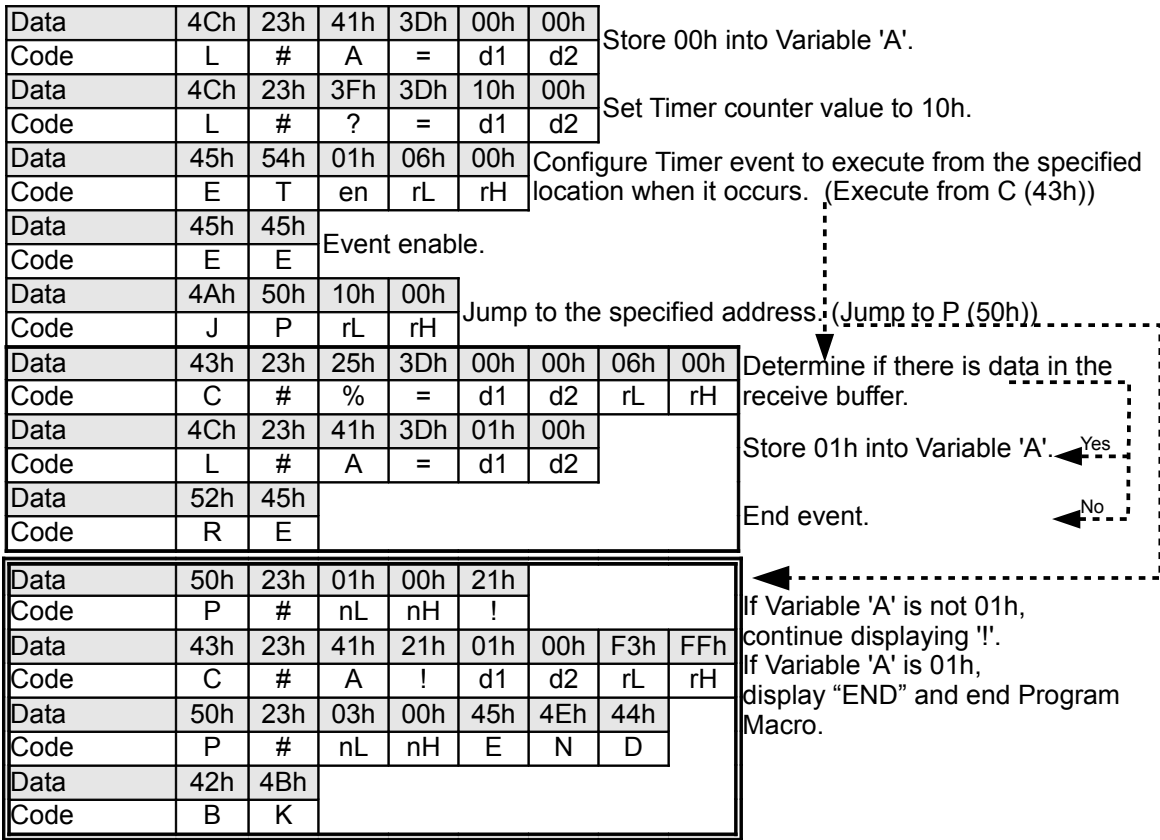 Data 4Ch 23h 41h 3Dh 00h 00h
Code L # A = d1 d2
Store 00h into Variable 'A'.
Data 4Ch 23h 3Fh 3Dh 10h 00h
Code L # ? = d1 d2
Set Timer counter value to 10h.
Data 45h 54h 01h 06h 00h
Code E T en rL rH
Configure Timer event to execute from the specified
location when it occurs. (Execute from C (43h))
Data 45h 45h
Code E E
Event enable.
Data 4Ah 50h 10h 00h
Code J P rL rH
Jump to the specified address. (Jump to P (50h))
Data 43h 23h 25h 3Dh 00h 00h 06h 00h
Code C # % = d1 d2 rL rH
Determine if there is data in the
receive buffer.
Data 4Ch 23h 41h 3Dh 01h 00h
Code L # A = d1 d2
Store 01h into Variable 'A'.
Yes
Data 52h 45h
Code R E
End event.
No
Data 50h 23h 01h 00h 21h
Code P # nL nH !
Data 43h 23h 41h 21h 01h 00h F3h FFh
Code C # A ! d1 d2 rL rH
Data 50h 23h 03h 00h 45h 4Eh 44h
Code P # nL nH E N D
Data 42h 4Bh
Code B K
If Variable 'A' is not 01h,
continue displaying '!'.
If Variable 'A' is 01h,
display “END” and end Program
Macro.